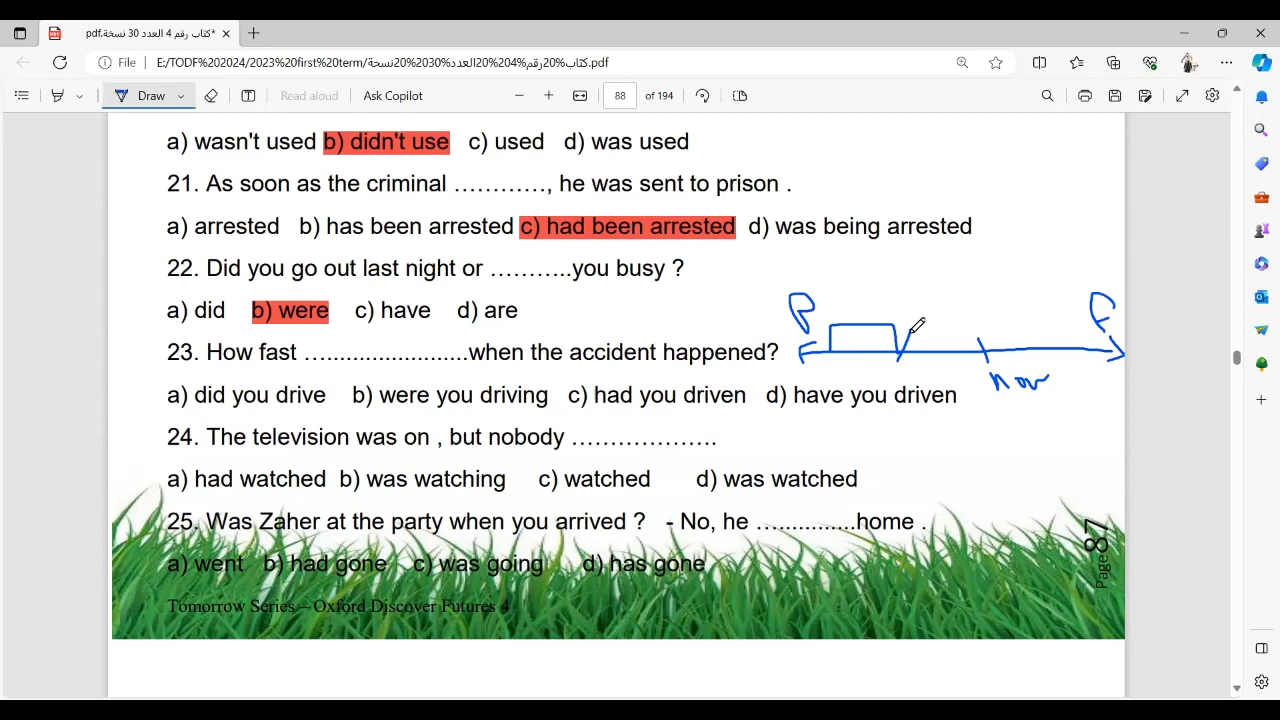 *كتاب رقم 4 العدد 30 نسخة.pdf
File
E:/TODF%202024/2023%20first%20term/كتاب%20رقم%204%20العدد%2030%20نسخة.pdf
Draw
Read aloud
Ask Copilot
88
of 194
a) wasn't used b) didn't use c) used d) was used
21. As soon as the criminal …………, he was sent to prison .
a) arrested b) has been arrested c) had been arrested d) was being arrested
22. Did you go out last night or ………..you busy ?
a) did b) were c) have d) are
P
F
23. How fast ….......................when the accident happened?
now
a) did you drive b) were you driving c) had you driven d) have you driven
24. The television was on , but nobody ……………….
a) had watched b) was watching c) watched d) was watched
25. Was Zaher at the party when you arrived ? - No, he …............home .
a) went b) had gone c) was going d) has gone
Page87
Tomorrow Series – Oxford Discover Futures 4